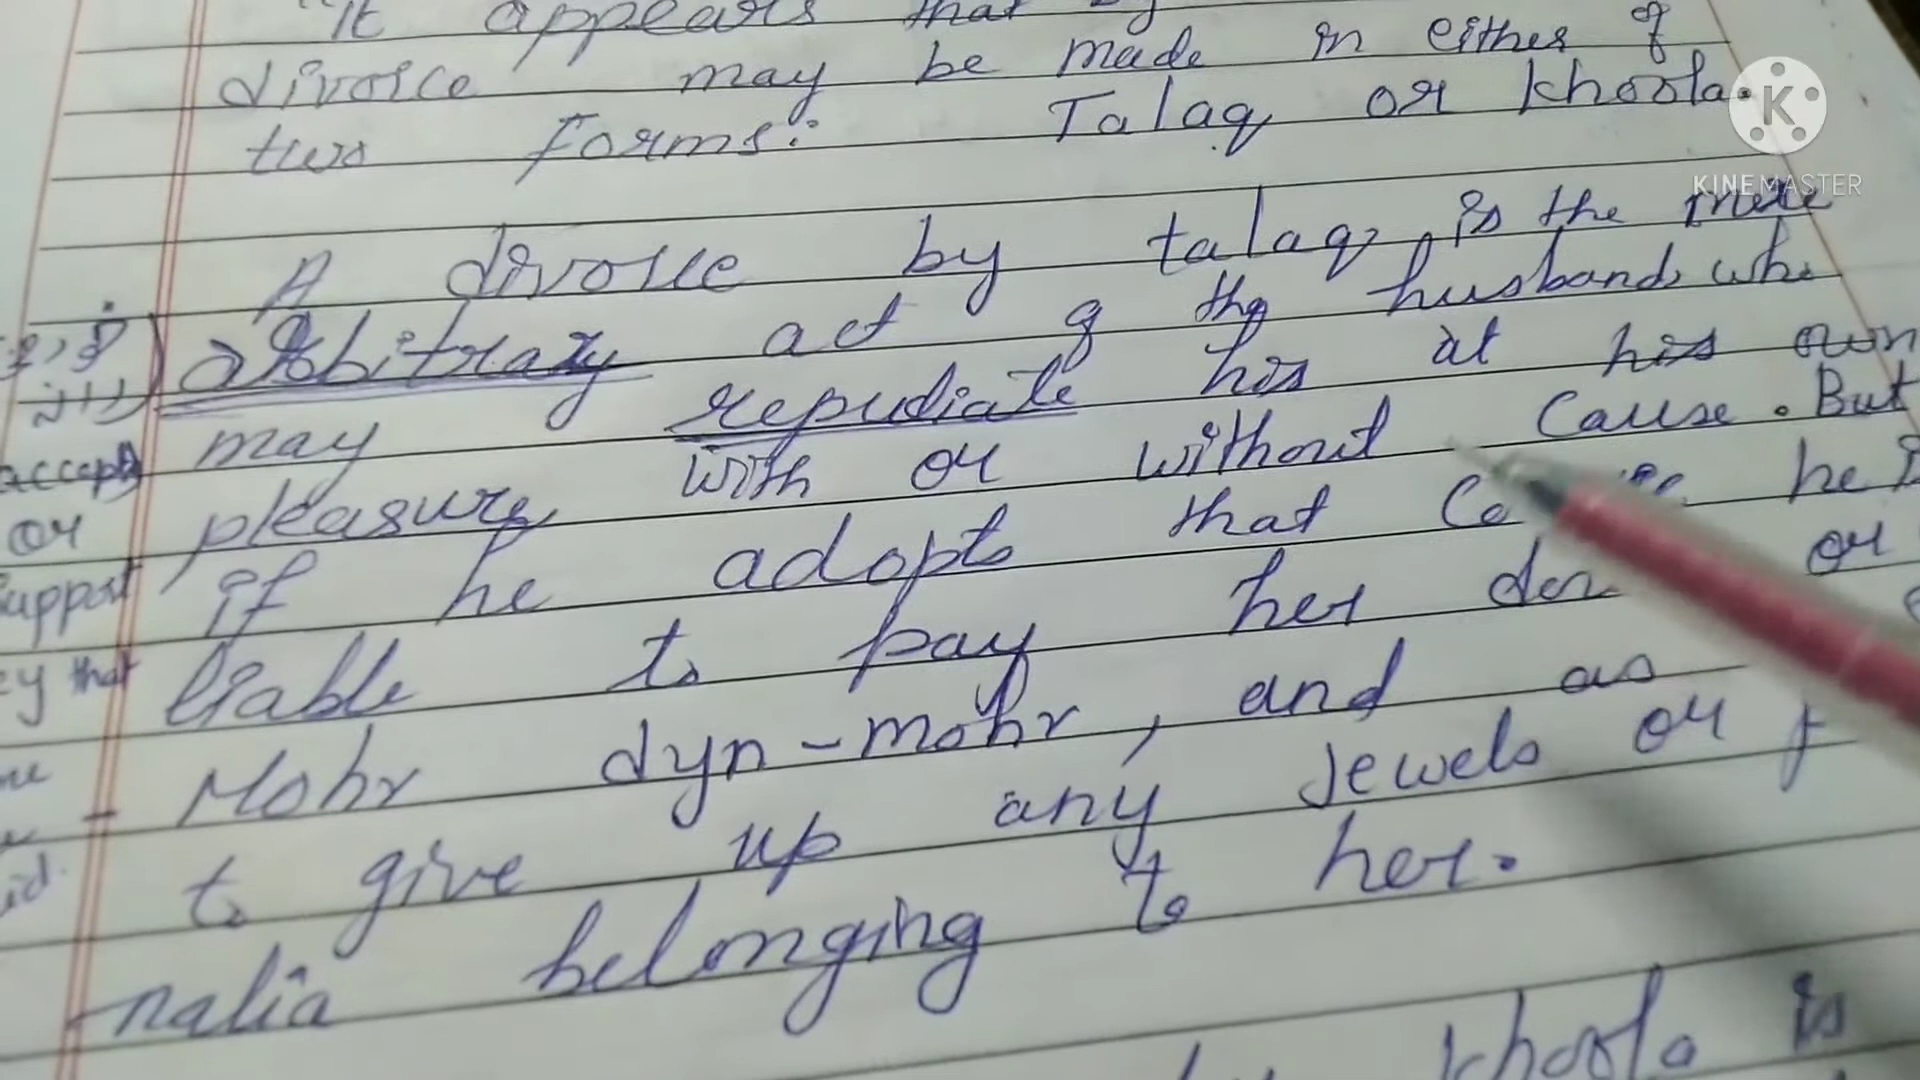 "It appears that
divorce may be made in either of
two forms: Talaq or Khoola.
A divorce by talaq, is the mere
arbitrary act of the husband, who
may repudiate his at his own
pleasure with or without cause. But
if he adopts that he is
liable to pay her or
Mohr dyn-mohr, and as
to give up any Jewels or
nalia belonging to her.
Khoola is
accept
or
support
that
KINEMASTER